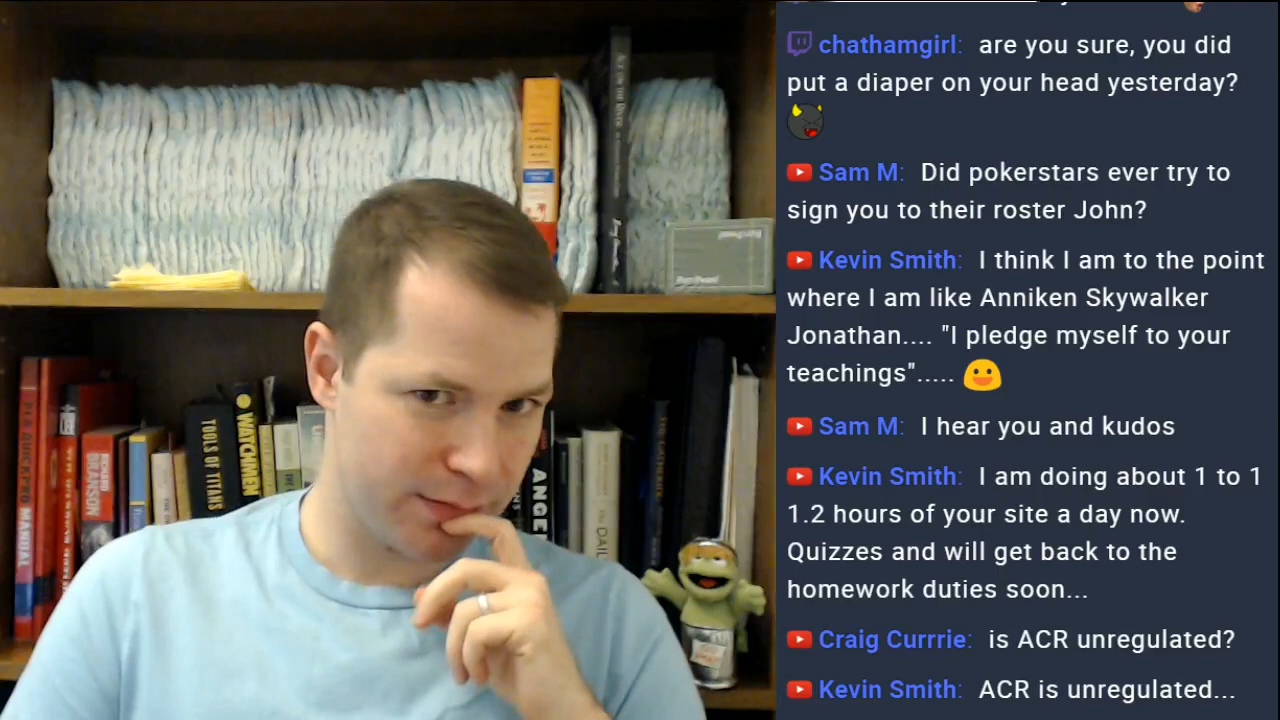 chathamgirl: are you sure, you did
put a diaper on your head yesterday?
Sam M: Did pokerstars ever try to
sign you to their roster John?
Kevin Smith: I think I am to the point
where I am like Anniken Skywalker
Jonathan.... "I pledge myself to your
teachings".....
Sam M: I hear you and kudos
Kevin Smith: I am doing about 1 to 1
1.2 hours of your site a day now.
Quizzes and will get back to the
homework duties soon...
Craig Currrie: is ACR unregulated?
Kevin Smith: ACR is unregulated...
MANUAL
RICHARD
BRANSON
TOOLS OF TITANS
WATCHMEN
ANGE
THE DAIL